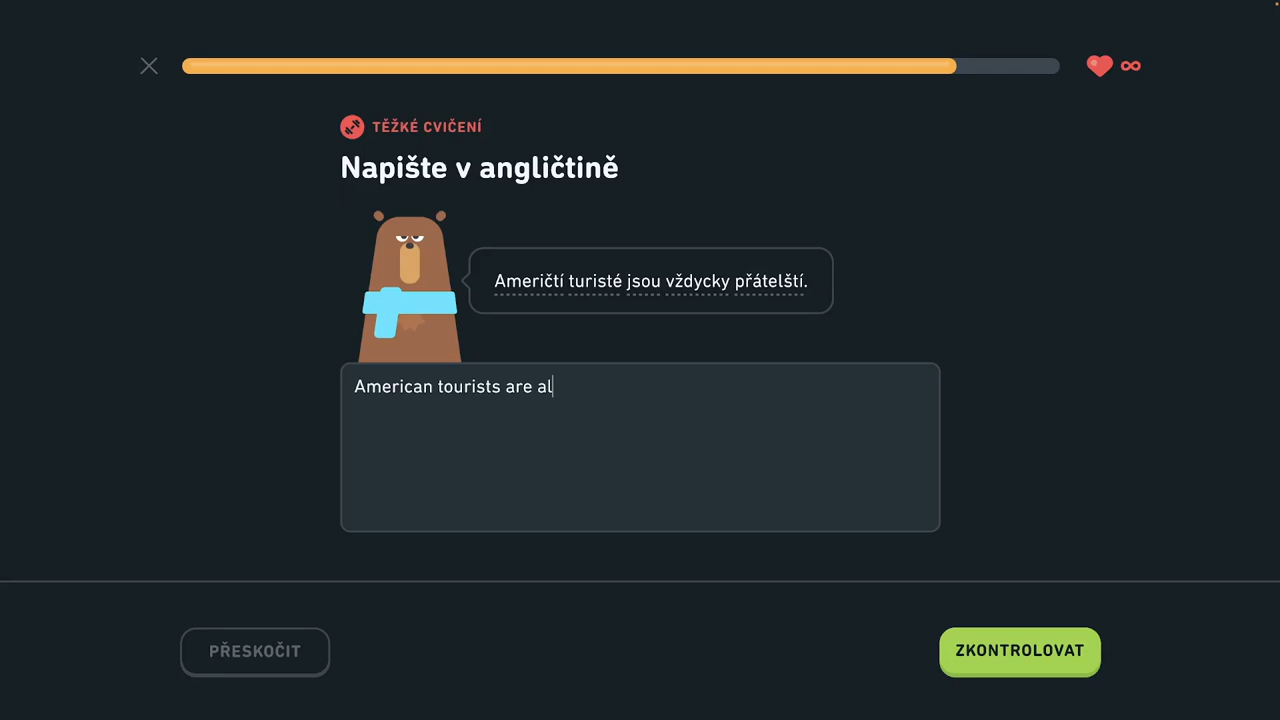 ∞
TĚŽKÉ CVIČENÍ
Napište v angličtině
Američtí turisté jsou vždycky přátelští.
American tourists are al
PŘESKOČIT
ZKONTROLOVAT